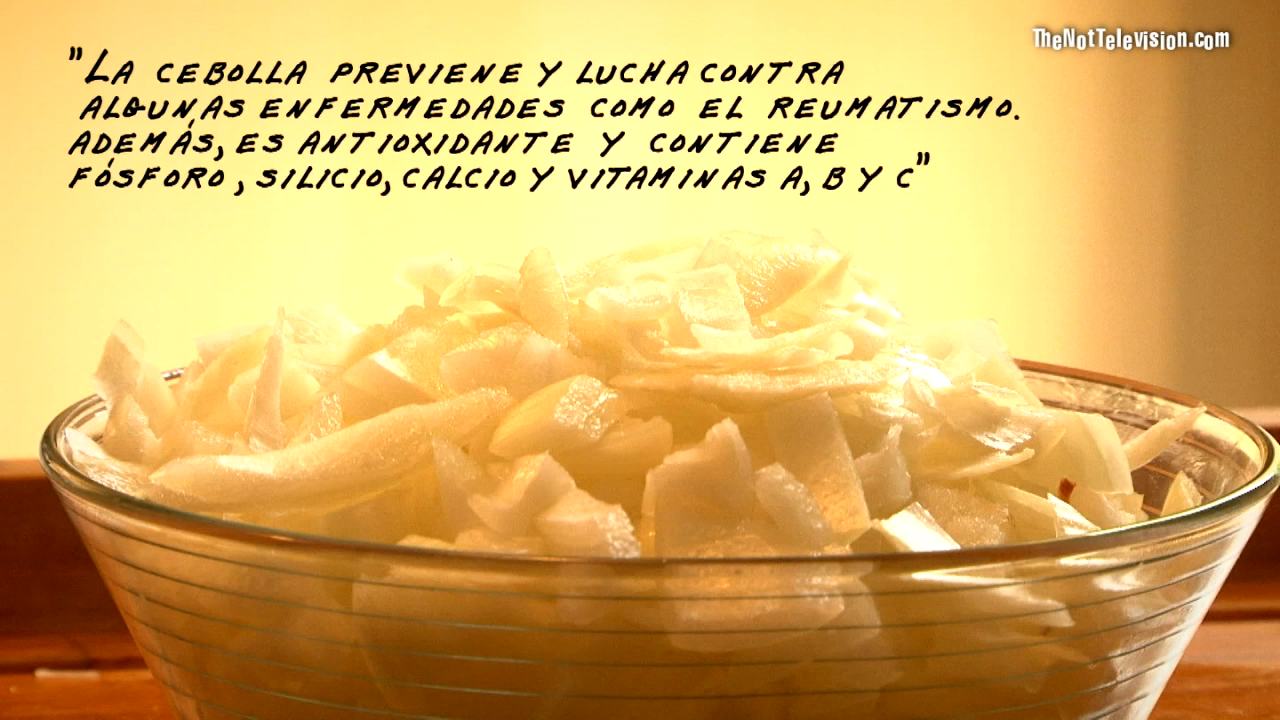 TheNotTelevision.com
"LA CEBOLLA PREVIENE Y LUCHA CONTRA
ALGUNAS ENFERMEDADES COMO EL REUMATISMO.
ADEMÁS, ES ANTIOXIDANTE Y CONTIENE
FÓSFORO, SILICIO, CALCIO Y VITAMINAS A, B Y C"